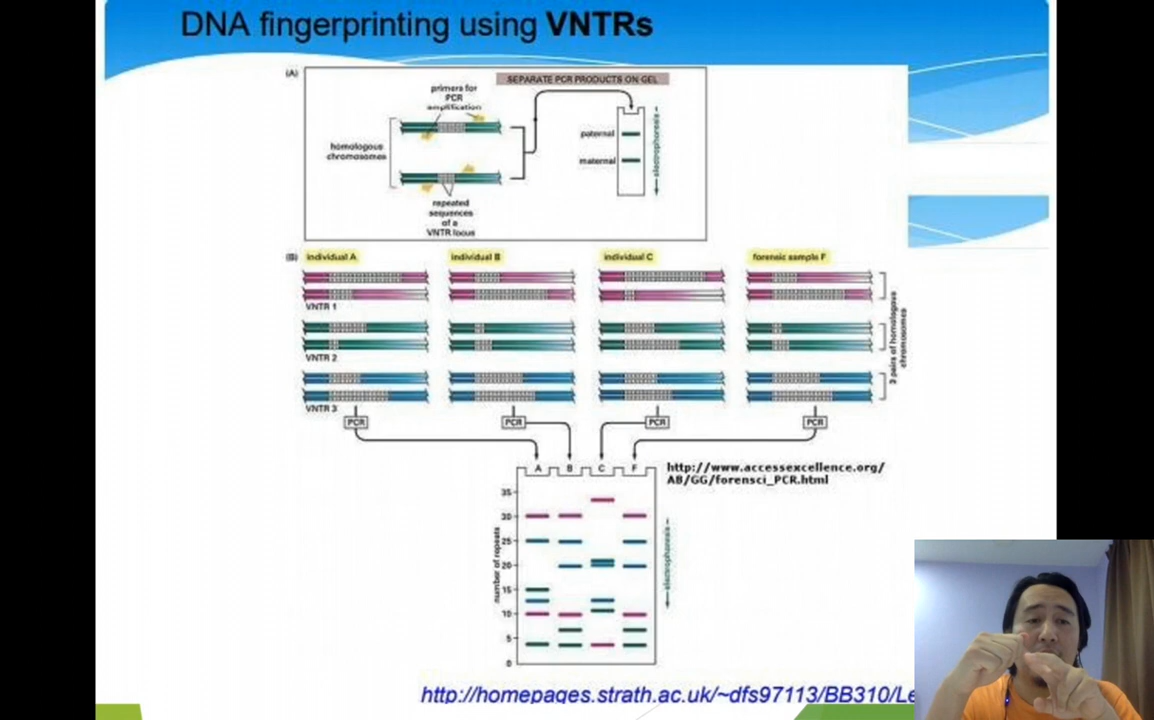 DNA fingerprinting using VNTRs
(A)
SEPARATE PCR PRODUCTS ON GEL
primers for
PCR
amplification
homologous
chromosomes
paternal
maternal
electrophoresis
repeated
sequences
of a
VNTR locus
(B)
individual A
individual B
individual C
forensic sample F
VNTR 1
VNTR 2
VNTR 3
3 pairs of homologous
chromosomes
PCR
PCR
PCR
PCR
A B C F
http://www.accessexcellence.org/
AB/GG/forensci_PCR.html
number of repeats
35
30
25
20
15
10
5
0
electrophoresis
http://homepages.strath.ac.uk/~dfs97113/BB310/Le